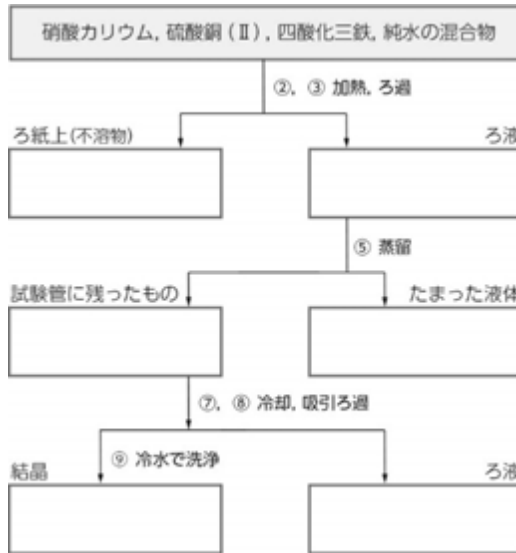 硝酸カリウム, 硫酸銅(Ⅱ), 四酸化三鉄, 純水の混合物
②, ③ 加熱, ろ過
ろ紙上(不溶物)
ろ液
⑤ 蒸留
試験管に残ったもの
たまった液体
⑦, ⑧ 冷却, 吸引ろ過
⑨ 冷水で洗浄
結晶
ろ液